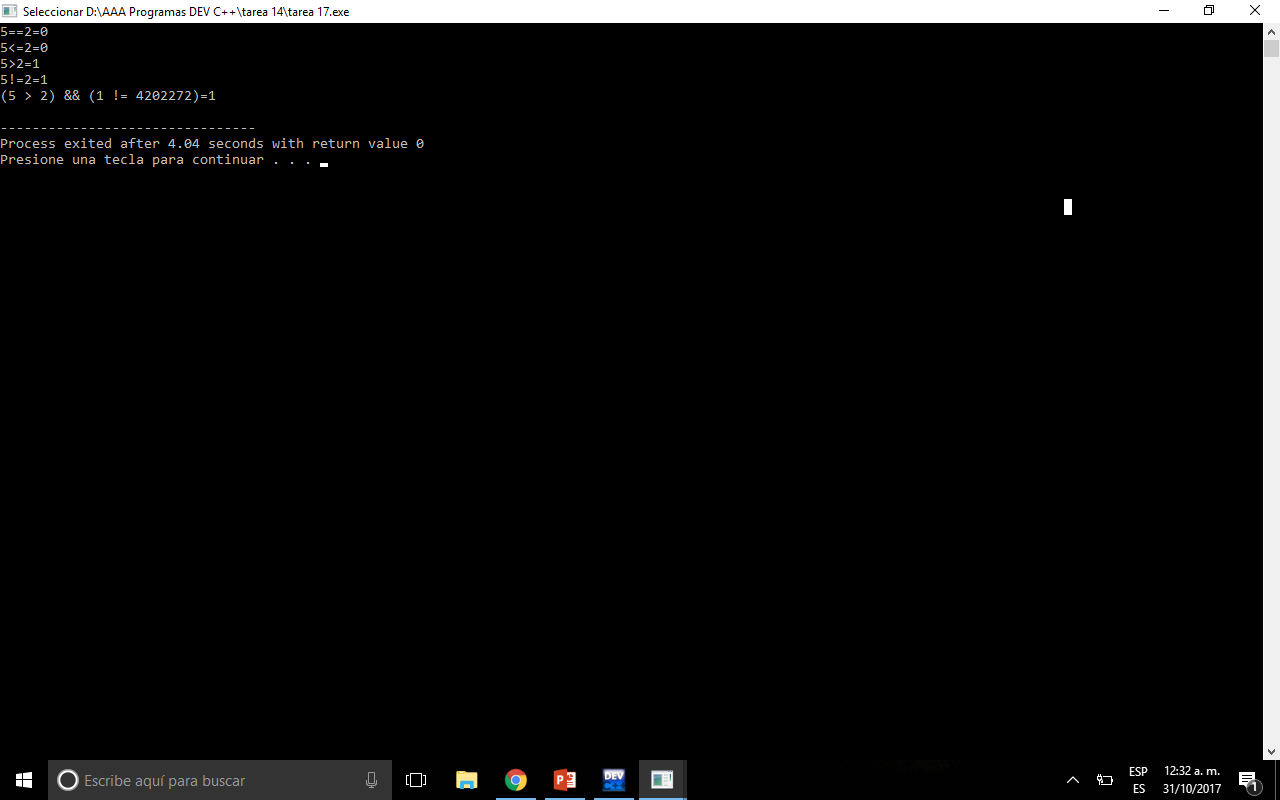 Seleccionar D:\AAA Programas DEV C++\tarea 14\tarea 17.exe
5==2=0
5<=2=0
5>2=1
5!=2=1
(5 > 2) && (1 != 4202272)=1
--------------------------------
Process exited after 4.04 seconds with return value 0
Presione una tecla para continuar . . .
Escribe aquí para buscar
DEV
C++
ESP
ES
12:32 a. m.
31/10/2017
1